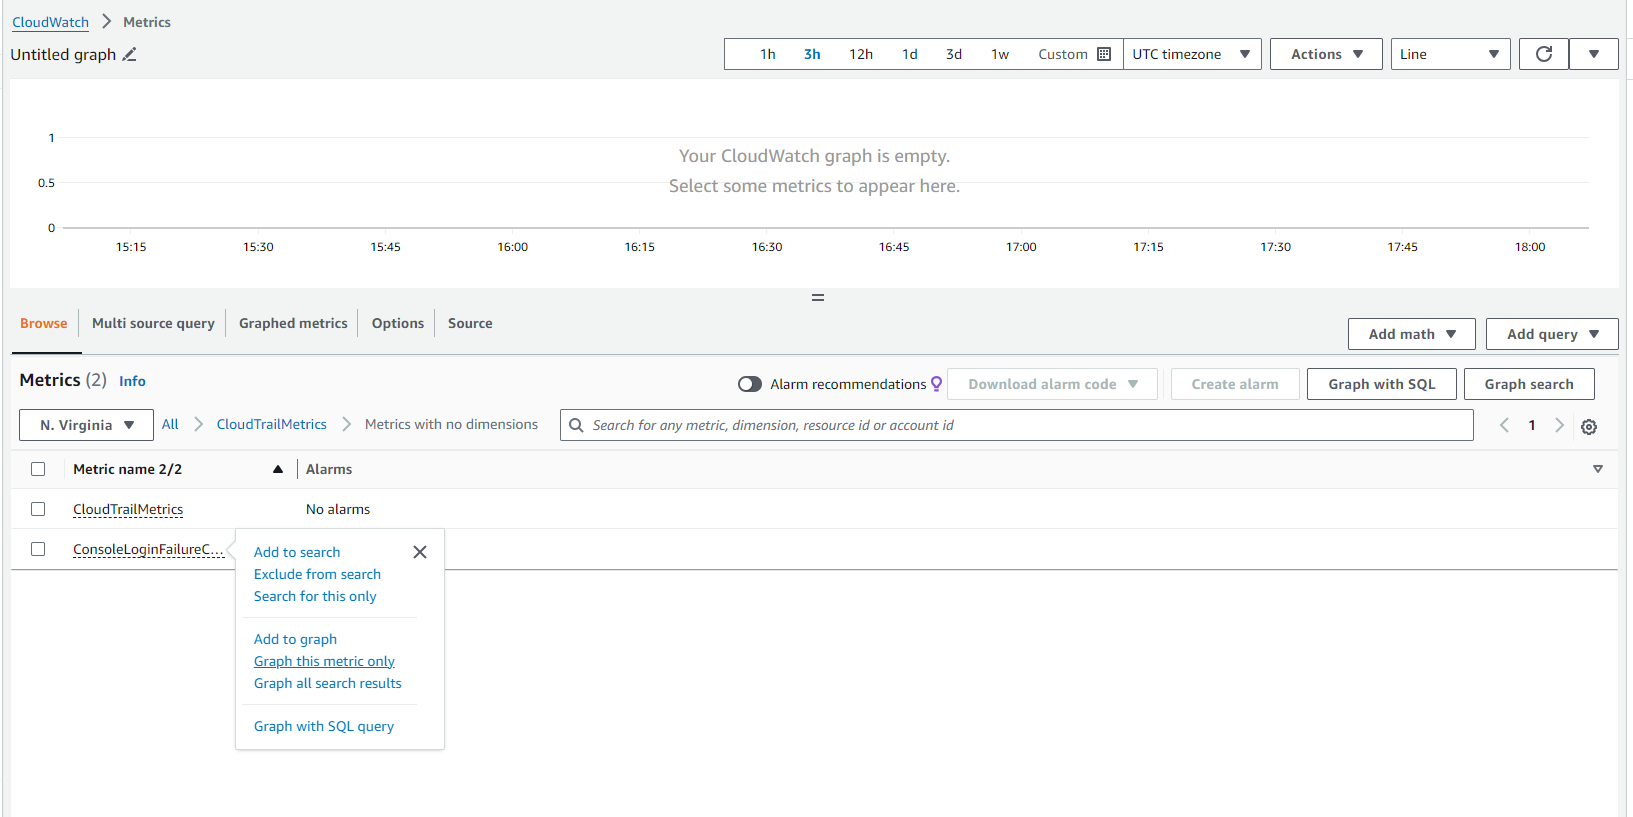 CloudWatch > Metrics
Untitled graph
1h 3h 12h 1d 3d 1w Custom UTC timezone Actions Line
1
0.5
0
Your CloudWatch graph is empty.
Select some metrics to appear here.
15:15 15:30 15:45 16:00 16:15 16:30 16:45 17:00 17:15 17:30 17:45 18:00
Browse Multi source query Graphed metrics Options Source
Add math Add query
Metrics (2) Info
Alarm recommendations Download alarm code Create alarm Graph with SQL Graph search
N. Virginia All > CloudTrailMetrics > Metrics with no dimensions Search for any metric, dimension, resource id or account id 1
Metric name 2/2 Alarms
CloudTrailMetrics No alarms
ConsoleLoginFailureC...
Add to search
Exclude from search
Search for this only
Add to graph
Graph this metric only
Graph all search results
Graph with SQL query